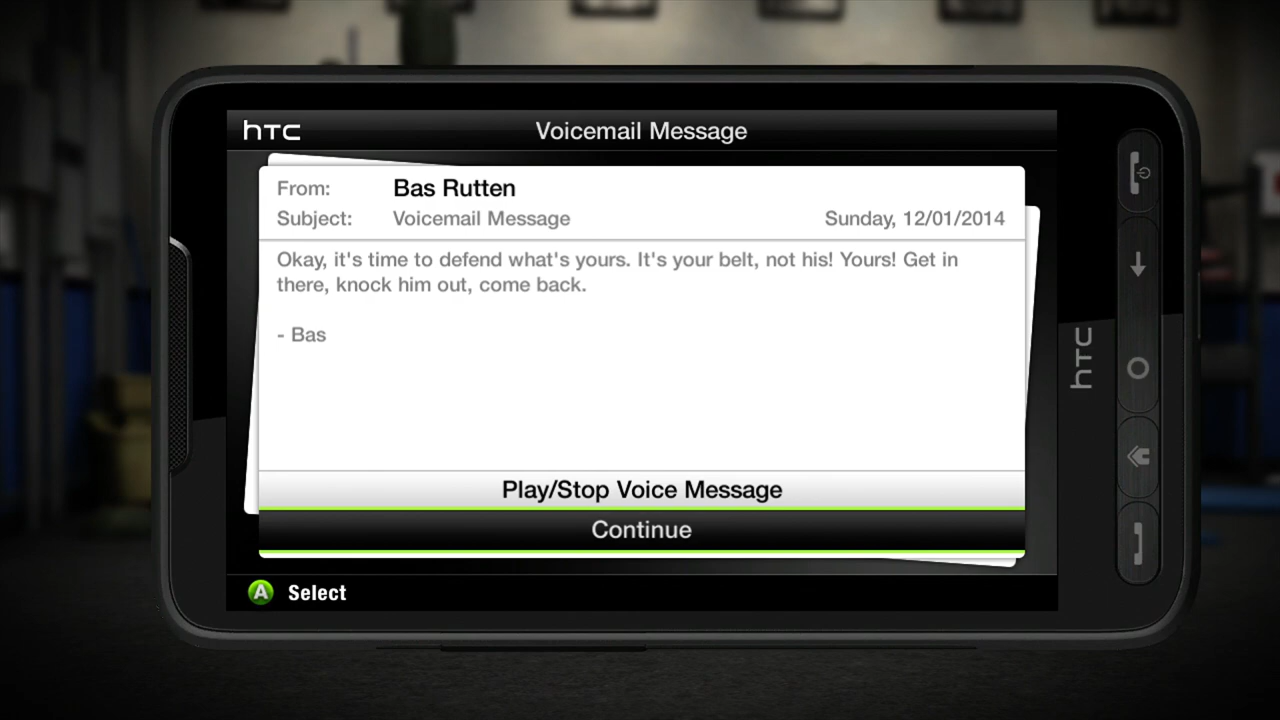 hTC
Voicemail Message
From: Bas Rutten
Subject: Voicemail Message Sunday, 12/01/2014
Okay, it's time to defend what's yours. It's your belt, not his! Yours! Get in
there, knock him out, come back.
- Bas
hTC
Play/Stop Voice Message
Continue
A Select